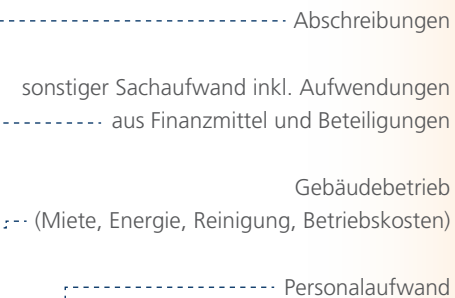 Abschreibungen
sonstiger Sachaufwand inkl. Aufwendungen
aus Finanzmittel und Beteiligungen
Gebäudebetrieb
(Miete, Energie, Reinigung, Betriebskosten)
Personalaufwand